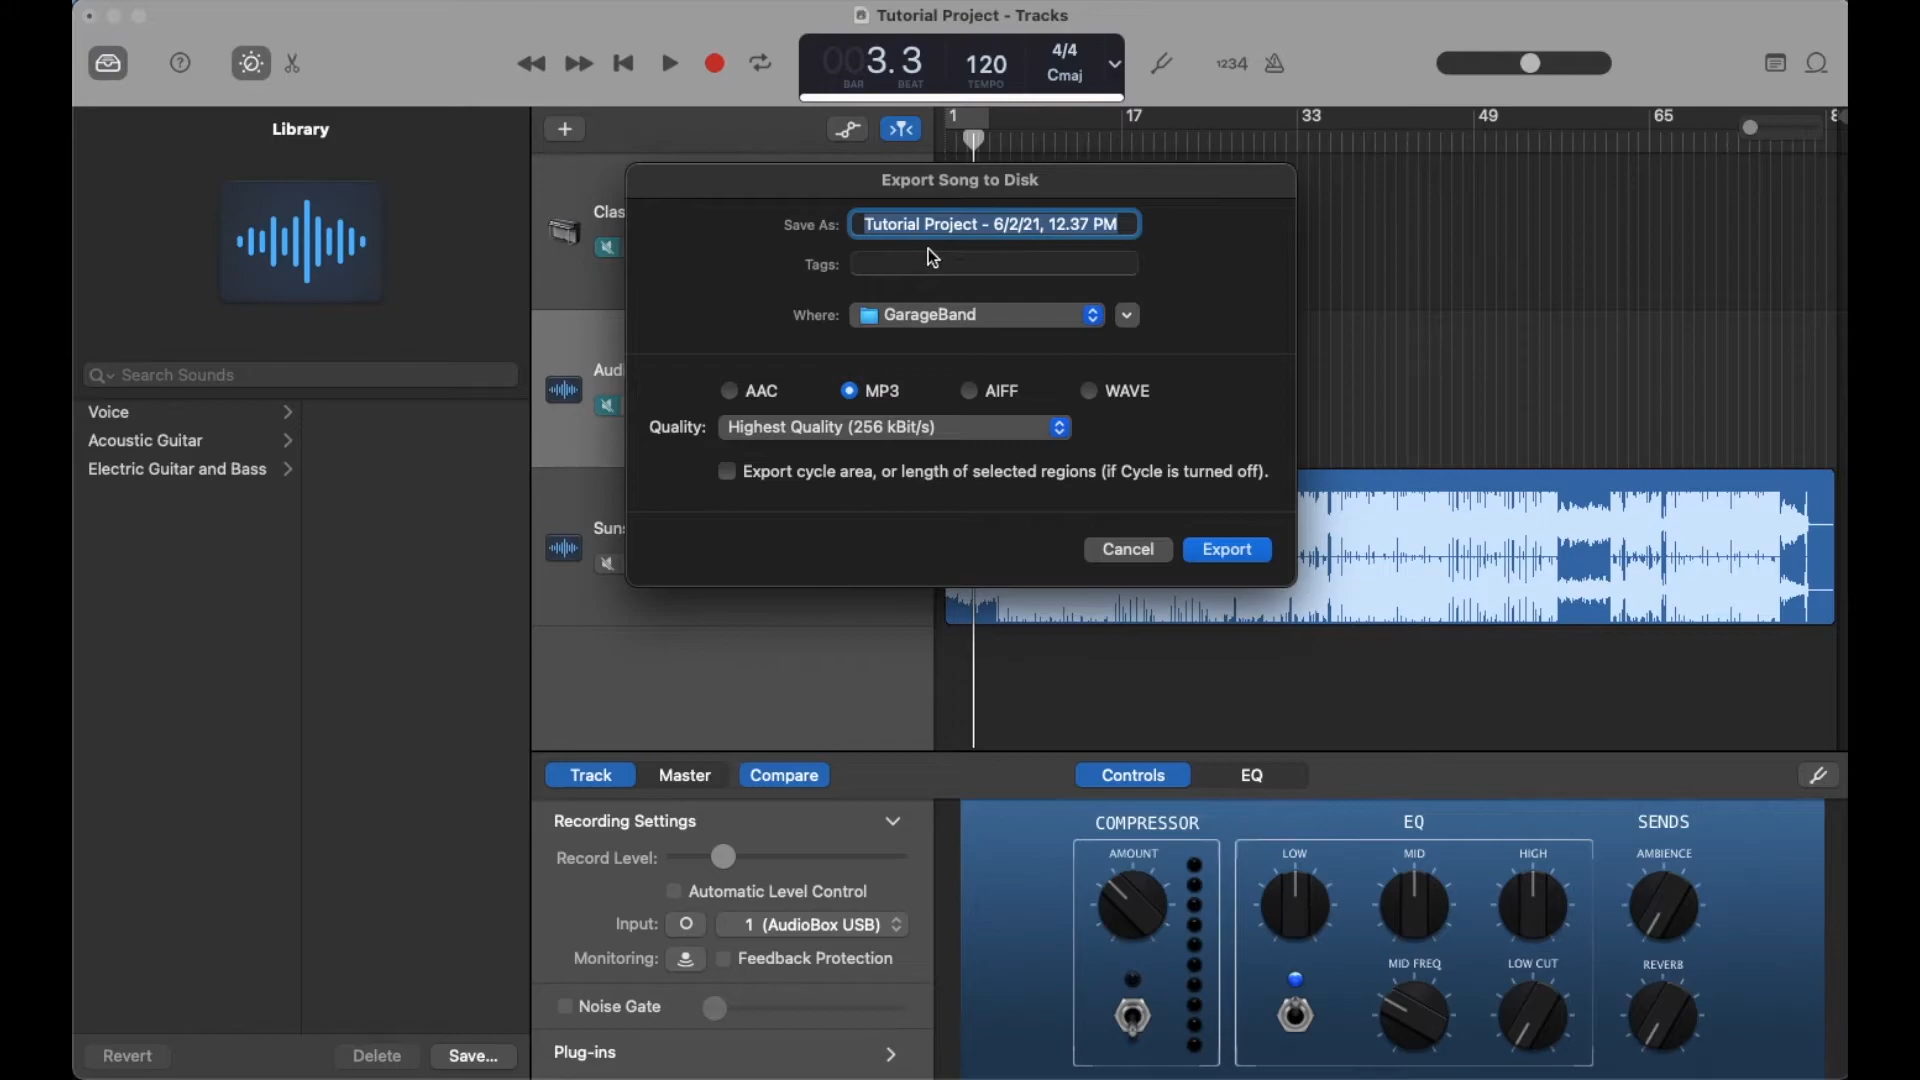 Tutorial Project - Tracks
003.3
BAR BEAT
120
TEMPO
4/4
Cmaj
1234
Library
1 17 33 49 65
Export Song to Disk
Save As: Tutorial Project - 6/2/21, 12.37 PM
Tags:
Where: GarageBand
AAC MP3 AIFF WAVE
Quality: Highest Quality (256 kBit/s)
Export cycle area, or length of selected regions (if Cycle is turned off).
Cancel Export
Clas
Audi
Suns
Search Sounds
Voice
Acoustic Guitar
Electric Guitar and Bass
Revert Delete Save...
Track Master Compare
Controls EQ
Recording Settings
Record Level:
Automatic Level Control
Input: 1 (AudioBox USB)
Monitoring: Feedback Protection
Noise Gate
Plug-ins
COMPRESSOR EQ SENDS
AMOUNT LOW MID HIGH AMBIENCE
MID FREQ LOW CUT REVERB